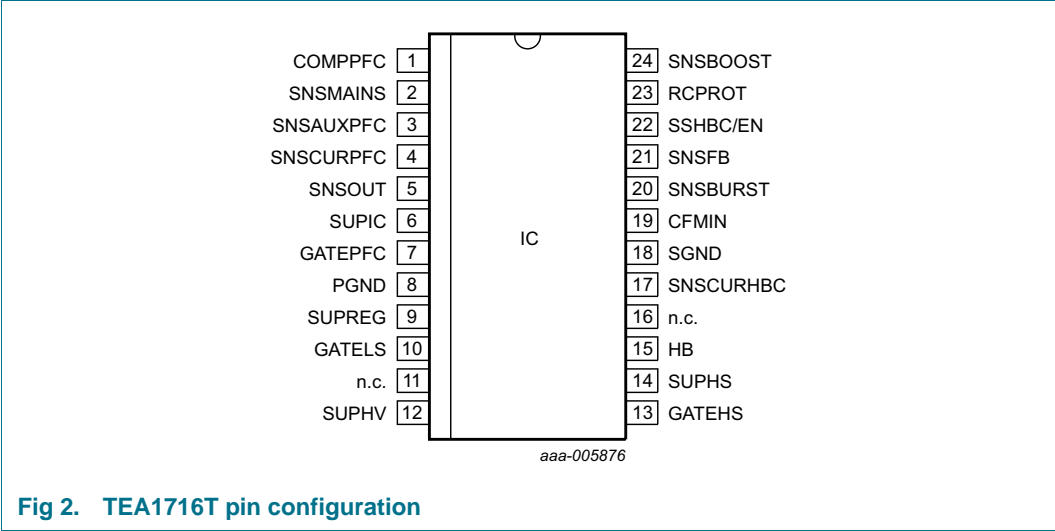 COMPPFC 1 24 SNSBOOST
SNSMAINS 2 23 RCPROT
SNSAUXPFC 3 22 SSHBC/EN
SNSCURPFC 4 21 SNSFB
SNSOUT 5 20 SNSBURST
SUPIC 6 19 CFMIN
IC
GATEPFC 7 18 SGND
PGND 8 17 SNSCURHBC
SUPREG 9 16 n.c.
GATELS 10 15 HB
n.c. 11 14 SUPHS
SUPHV 12 13 GATEHS
aaa-005876
Fig 2. TEA1716T pin configuration